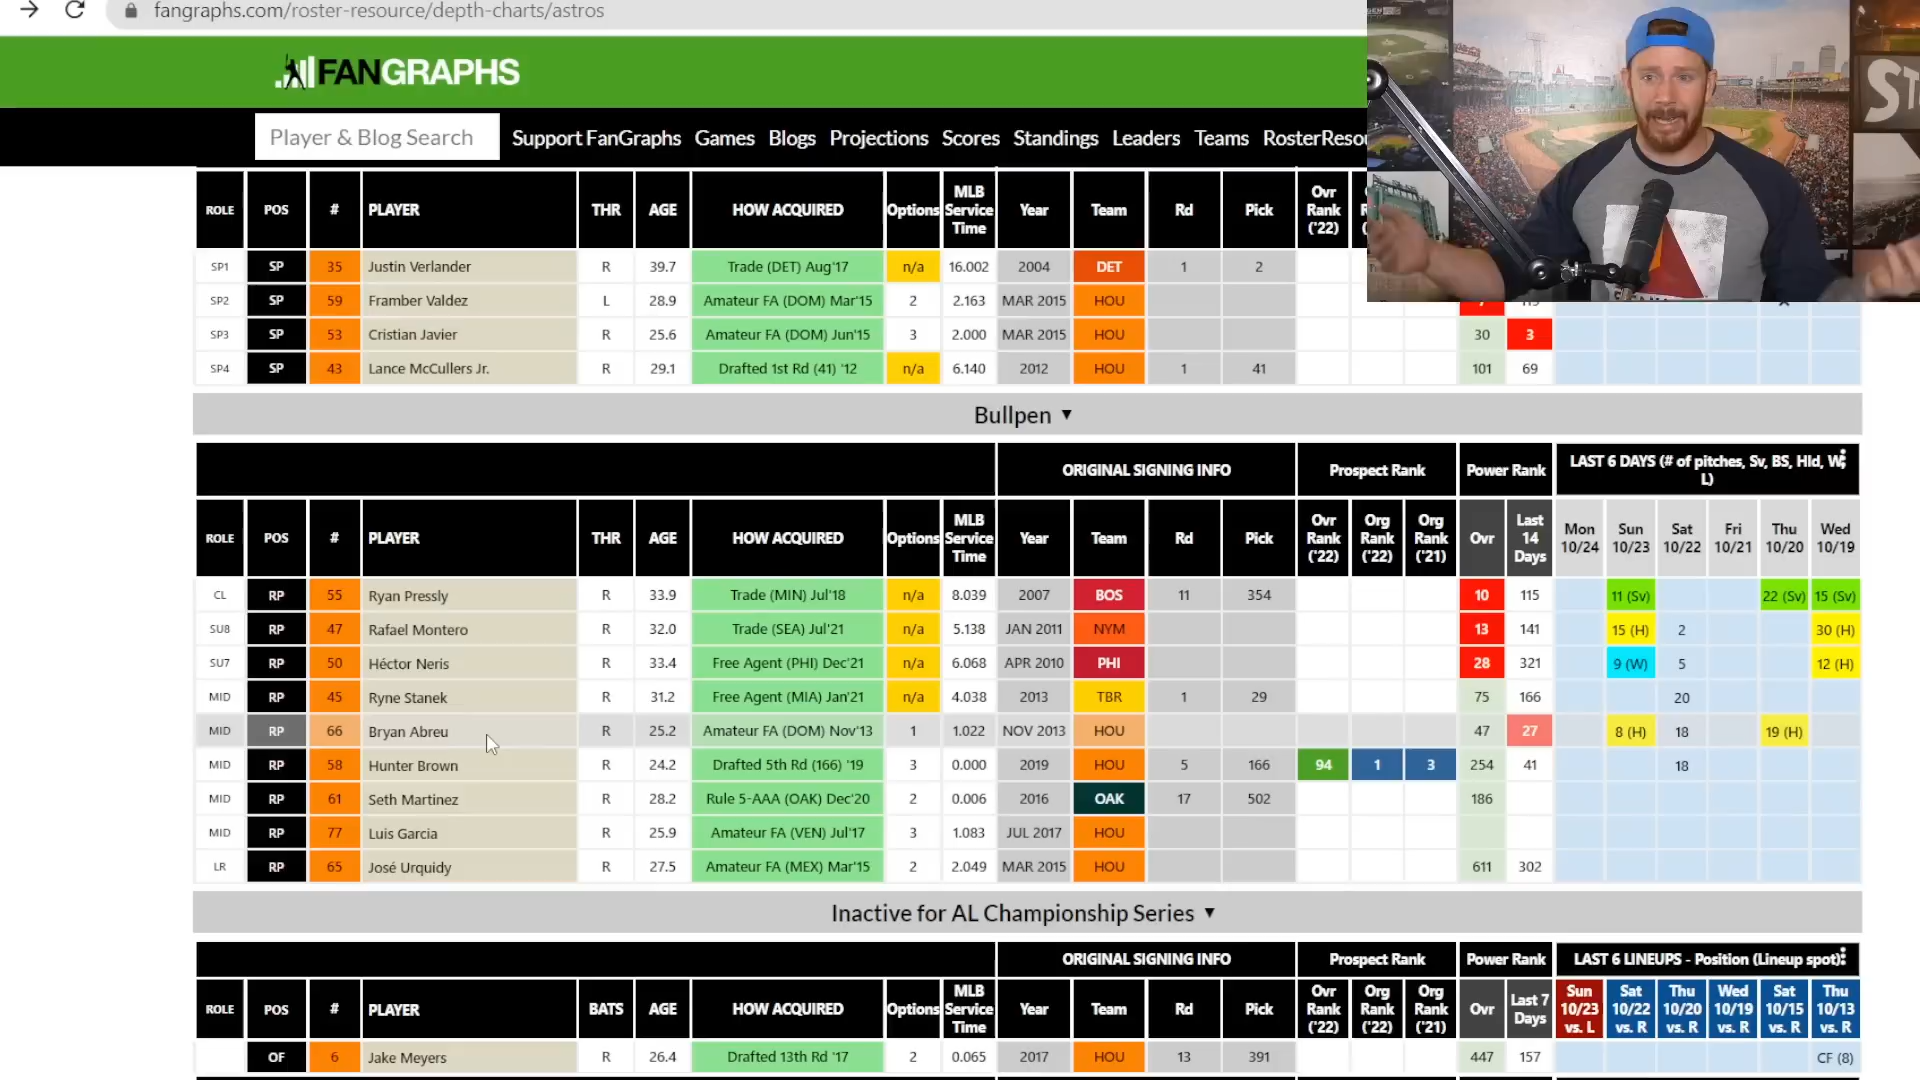 fangraphs.com/roster-resource/depth-charts/astros
FANGRAPHS
Player & Blog Search Support FanGraphs Games Blogs Projections Scores Standings Leaders Teams RosterResou
ROLE POS # PLAYER THR AGE HOW ACQUIRED Options MLB Service Time Year Team Rd Pick Ovr Rank ('22)
SP1 SP 35 Justin Verlander R 39.7 Trade (DET) Aug'17 n/a 16.002 2004 DET 1 2
SP2 SP 59 Framber Valdez L 28.9 Amateur FA (DOM) Mar'15 2 2.163 MAR 2015 HOU
SP3 SP 53 Cristian Javier R 25.6 Amateur FA (DOM) Jun'15 3 2.000 MAR 2015 HOU 30 3
SP4 SP 43 Lance McCullers Jr. R 29.1 Drafted 1st Rd (41) '12 n/a 6.140 2012 HOU 1 41 101 69
Bullpen ▼
ORIGINAL SIGNING INFO Prospect Rank Power Rank LAST 6 DAYS (# of pitches, Sv, BS, Hld, W, L)
ROLE POS # PLAYER THR AGE HOW ACQUIRED Options MLB Service Time Year Team Rd Pick Ovr Rank ('22) Org Rank ('22) Org Rank ('21) Ovr Last 14 Days Mon 10/24 Sun 10/23 Sat 10/22 Fri 10/21 Thu 10/20 Wed 10/19
CL RP 55 Ryan Pressly R 33.9 Trade (MIN) Jul'18 n/a 8.039 2007 BOS 11 354 10 115 11 (Sv) 22 (Sv) 15 (Sv)
SU8 RP 47 Rafael Montero R 32.0 Trade (SEA) Jul'21 n/a 5.138 JAN 2011 NYM 13 141 15 (H) 2 30 (H)
SU7 RP 50 Héctor Neris R 33.4 Free Agent (PHI) Dec'21 n/a 6.068 APR 2010 PHI 28 321 9 (W) 5 12 (H)
MID RP 45 Ryne Stanek R 31.2 Free Agent (MIA) Jan'21 n/a 4.038 2013 TBR 1 29 75 166 20
MID RP 66 Bryan Abreu R 25.2 Amateur FA (DOM) Nov'13 1 1.022 NOV 2013 HOU 47 27 8 (H) 18 19 (H)
MID RP 58 Hunter Brown R 24.2 Drafted 5th Rd (166) '19 3 0.000 2019 HOU 5 166 94 1 3 254 41 18
MID RP 61 Seth Martinez R 28.2 Rule 5-AAA (OAK) Dec'20 2 0.006 2016 OAK 17 502 186
MID RP 77 Luis Garcia R 25.9 Amateur FA (VEN) Jul'17 3 1.083 JUL 2017 HOU
LR RP 65 José Urquidy R 27.5 Amateur FA (MEX) Mar'15 2 2.049 MAR 2015 HOU 611 302
Inactive for AL Championship Series ▼
ORIGINAL SIGNING INFO Prospect Rank Power Rank LAST 6 LINEUPS - Position (Lineup spot)
ROLE POS # PLAYER BATS AGE HOW ACQUIRED Options MLB Service Time Year Team Rd Pick Ovr Rank ('22) Org Rank ('22) Org Rank ('21) Ovr Last 7 Days Sun 10/23 vs. L Sat 10/22 vs. R Thu 10/20 vs. R Wed 10/19 vs. R Sat 10/15 vs. R Thu 10/13 vs. R
OF 6 Jake Meyers R 26.4 Drafted 13th Rd '17 2 0.065 2017 HOU 13 391 447 157 CF (8)